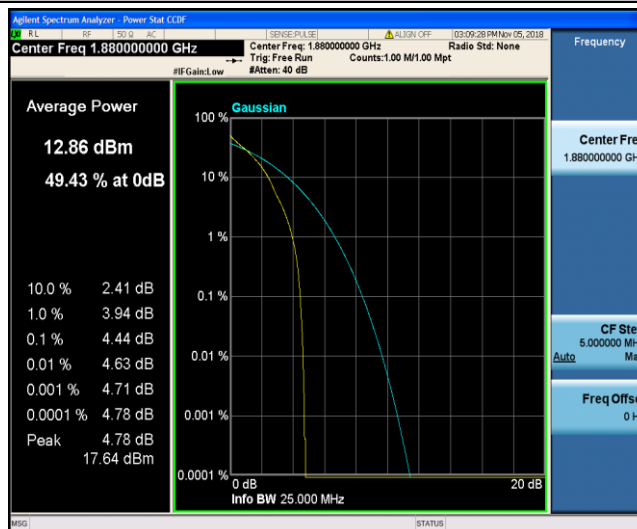 Agilent Spectrum Analyzer - Power Stat CCDF
RL RF 50 Ω AC SENSE:PULSE ALIGN OFF 03:09:28 PM Nov 05, 2018
Center Freq 1.880000000 GHz
Center Freq: 1.880000000 GHz Radio Std: None
Trig: Free Run Counts:1.00 M/1.00 Mpt
#IFGain:Low #Atten: 40 dB
Frequency
Average Power
12.86 dBm
49.43 % at 0dB
10.0 % 2.41 dB
1.0 % 3.94 dB
0.1 % 4.44 dB
0.01 % 4.63 dB
0.001 % 4.71 dB
0.0001 % 4.78 dB
Peak 4.78 dB
17.64 dBm
Gaussian
100 %
10 %
1 %
0.1 %
0.01 %
0.001 %
0.0001 %
0 dB 20 dB
Info BW 25.000 MHz
Center Fre
1.880000000 GH
CF Ste
5.000000 MH
Auto Ma
Freq Offs
0 H
MSG STATUS